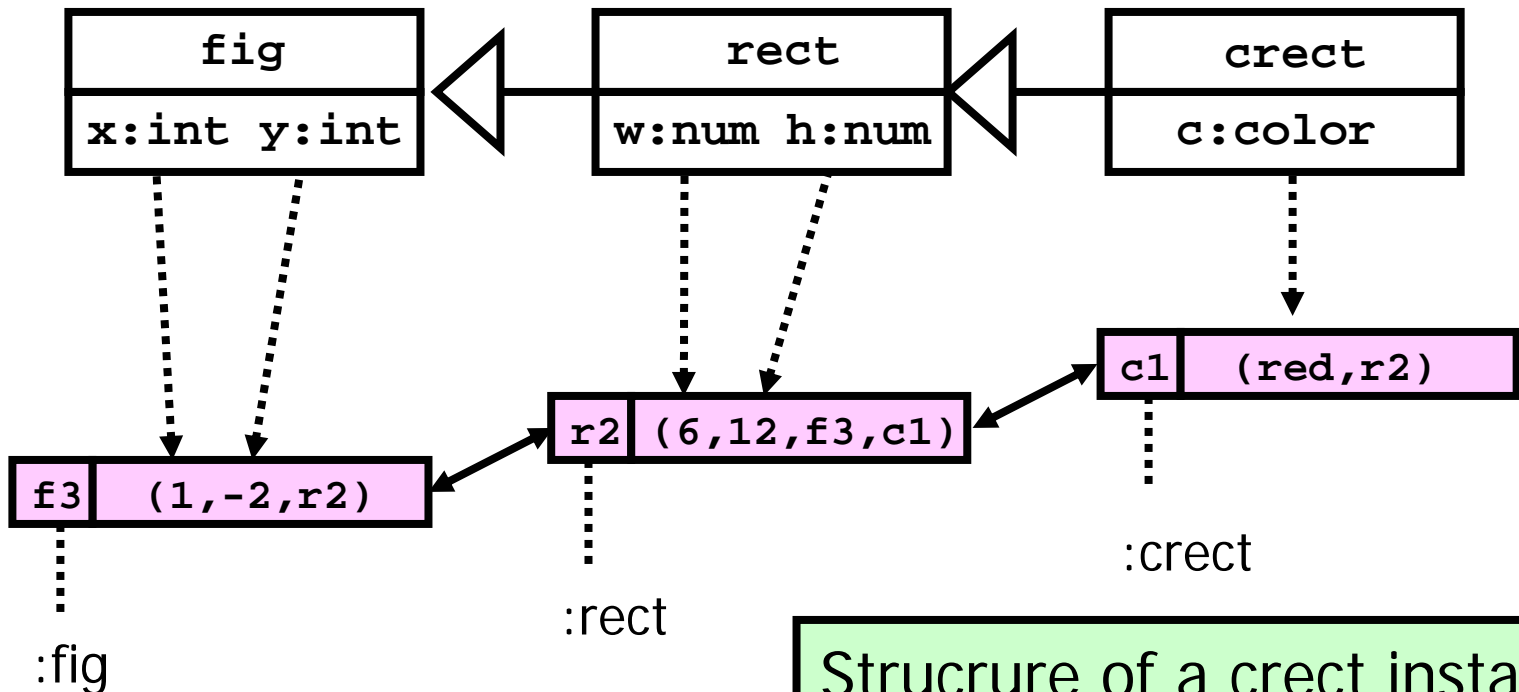 fig
x:int y:int
rect
w:num h:num
crect
c:color
c1 (red,r2)
r2 (6,12,f3,c1)
f3 (1,-2,r2)
:crect
:rect
:fig
Strucrure of a crect